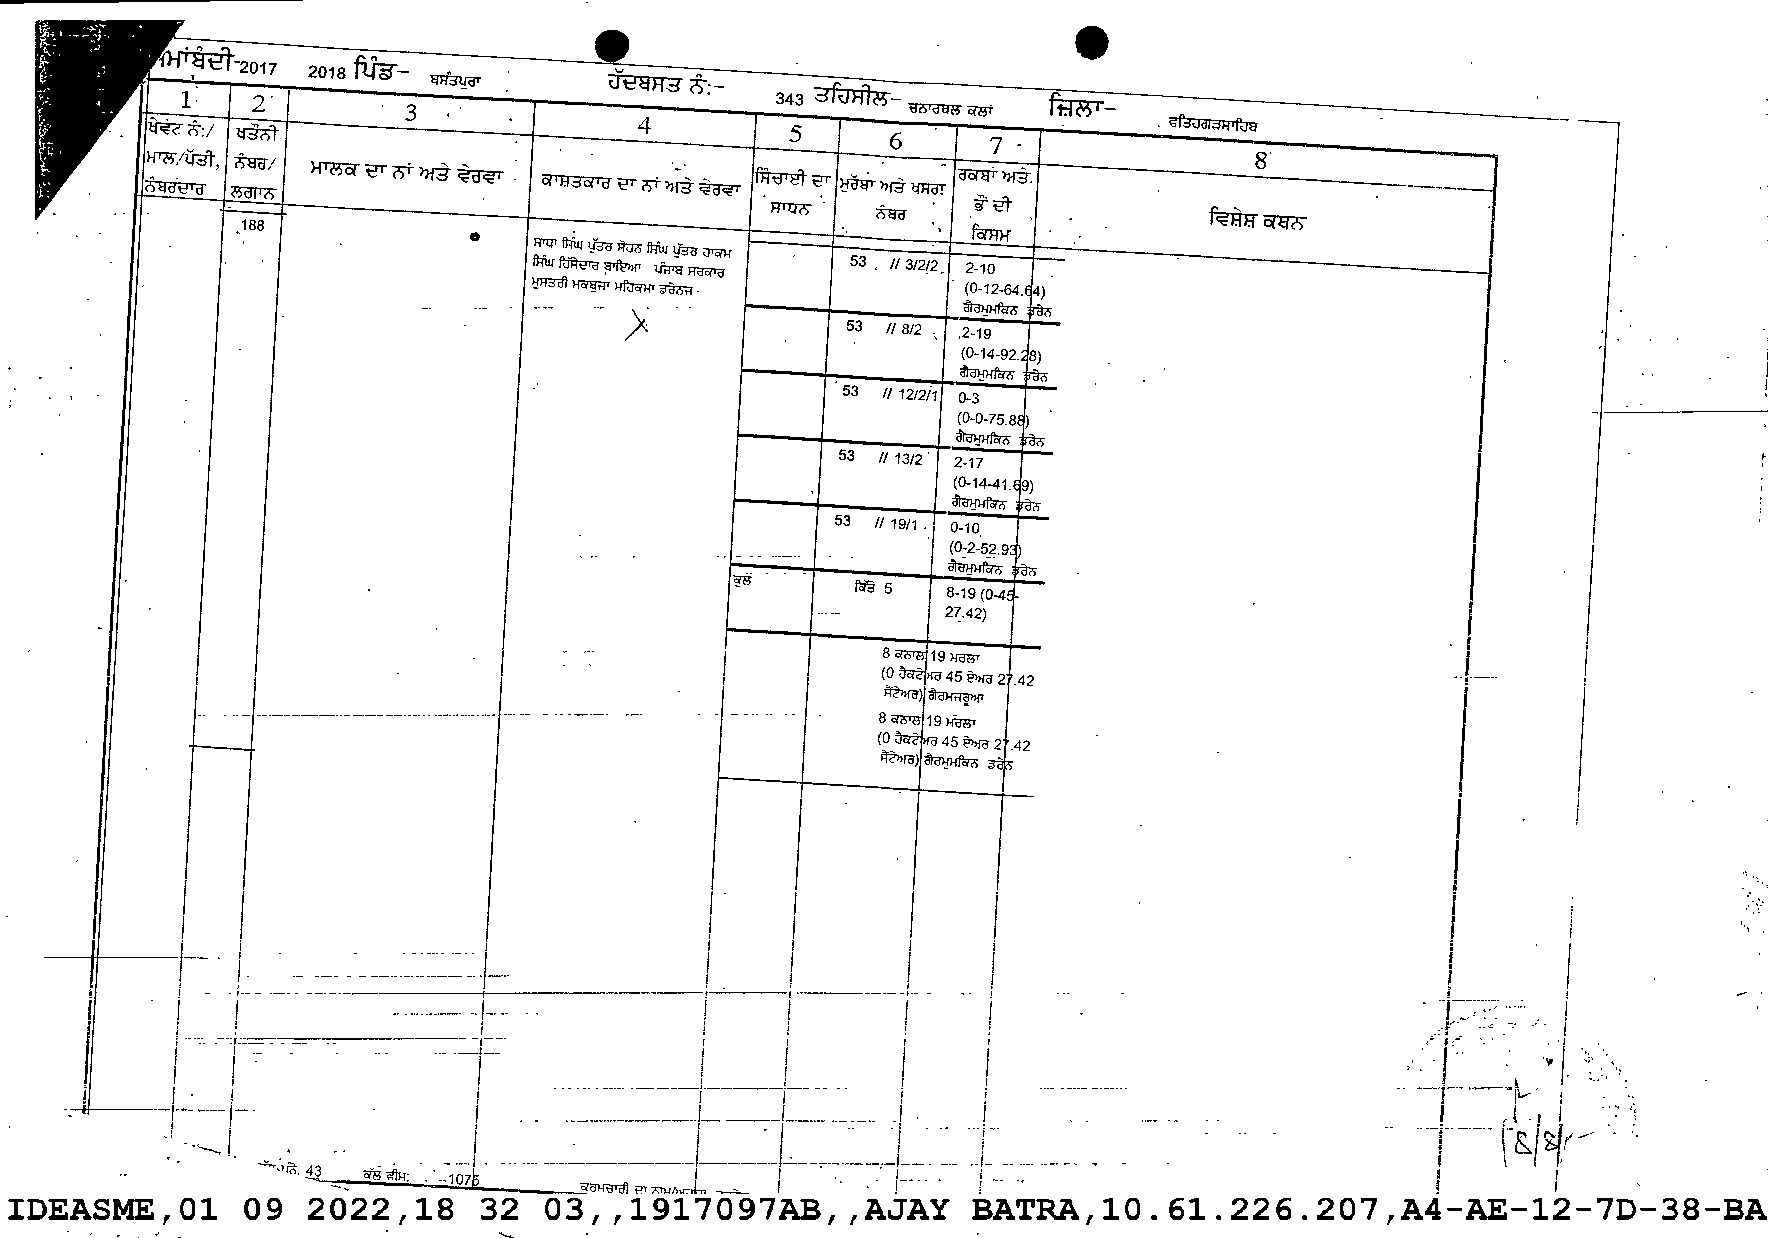 ਮਾਂਬੰਦੀ-2017 2018 ਪਿੰਡ- ਬਸੰਤਪੁਰਾ ਹੱਦਬਸਤ ਨੰ:- 343 ਤਹਿਸੀਲ- ਚਨਾਰਥਲ ਕਲਾਂ ਜ਼ਿਲਾ- ਫਤਿਹਗੜਸਾਹਿਬ
1 2 3 4 5 6 7 8
ਖੇਵਟ ਨੰ:/ ਮਾਲ./ਪੱਤੀ, ਨੰਬਰਦਾਰ
ਖਤੌਨੀ ਨੰਬਰ/ ਲਗਾਨ
ਮਾਲਕ ਦਾ ਨਾਂ ਅਤੇ ਵੇਰਵਾ
ਕਾਸ਼ਤਕਾਰ ਦਾ ਨਾਂ ਅਤੇ ਵੇਰਵਾ
ਸਿੰਚਾਈ ਦਾ ਸਾਧਨ
ਮੁਰੱਬਾ ਅਤੇ ਖਸਰਾ ਨੰਬਰ
ਰਕਬਾ ਅਤੇ ਭੌਂ ਦੀ ਕਿਸਮ
ਵਿਸ਼ੇਸ਼ ਕਥਨ
188
ਸਾਧਾ ਸਿੰਘ ਪੁੱਤਰ ਸੋਹਨ ਸਿੰਘ ਪੁੱਤਰ ਹਾਕਮ
ਸਿੰਘ ਹਿੱਸੇਦਾਰ ਬ੍ਰਾਇਆ ਪੰਜਾਬ ਸਰਕਾਰ
ਮੁਸਤਰੀ ਮਕਬੂਜਾ ਮਹਿਕਮਾ ਡਰੇਨਜ
53 // 3/2/2 2-10
(0-12-64.64)
ਗੈਰਮੁਮਕਿਨ ਡਰੇਨ
53 // 8/2 2-19
(0-14-92.28)
ਗੈਰਮੁਮਕਿਨ ਡਰੇਨ
53 // 12/2/1 0-3
(0-0-75.88)
ਗੈਰਮੁਮਕਿਨ ਡਰੇਨ
53 // 13/2 2-17
(0-14-41.69)
ਗੈਰਮੁਮਕਿਨ ਡਰੇਨ
53 // 19/1 0-10
(0-2-52.93)
ਗੈਰਮੁਮਕਿਨ ਡਰੇਨ
ਕੁਲ ਕਿੱਤੇ 5 8-19 (0-45-
27.42)
8 ਕਨਾਲ 19 ਮਰਲਾ
(0 ਹੈਕਟੇਅਰ 45 ਏਅਰ 27.42
ਸੈਂਟੇਅਰ) ਗੈਰਮਜਰੂਆ
8 ਕਨਾਲ 19 ਮਰਲਾ
(0 ਹੈਕਟੇਅਰ 45 ਏਅਰ 27.42
ਸੈਂਟੇਅਰ) ਗੈਰਮੁਮਕਿਨ ਡਰੇਨ
ਨੰ. 43 ਕੁੱਲ ਫੀਸ: 1075 ਕਰਮਚਾਰੀ ਦਾ
IDEASME,01 09 2022,18 32 03,,1917097AB,,AJAY BATRA,10.61.226.207,A4-AE-12-7D-38-BA